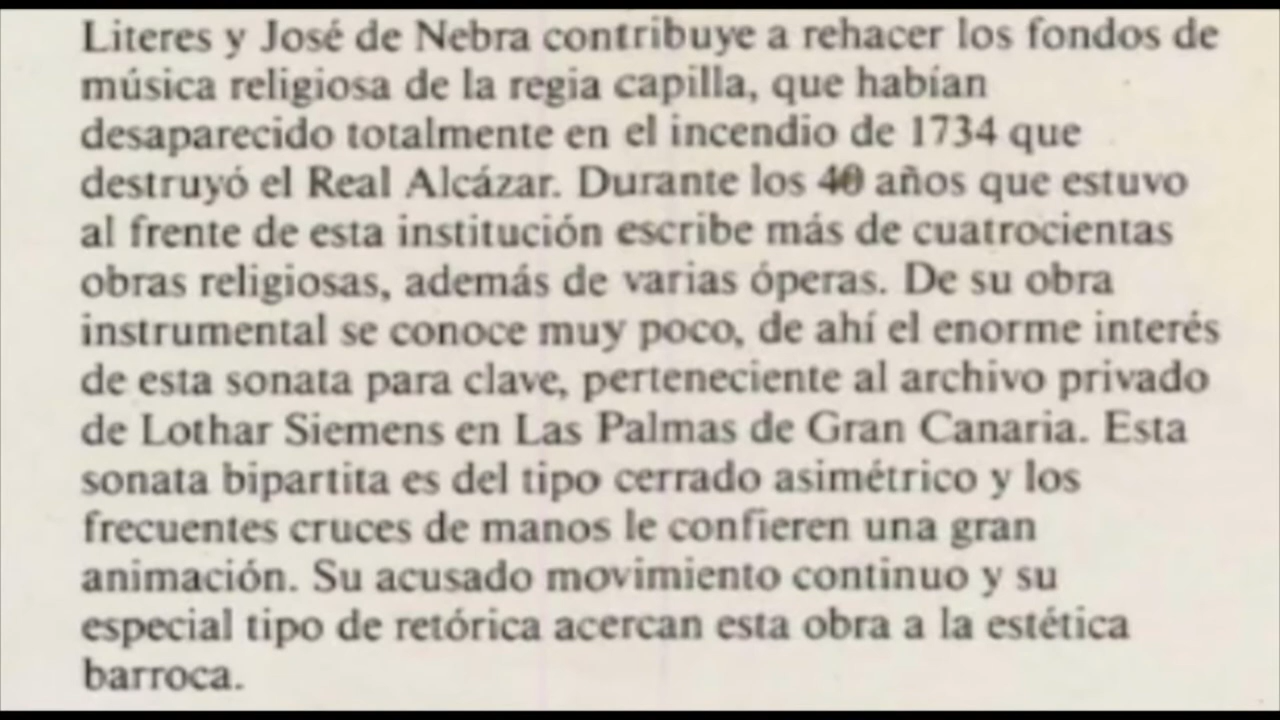 Literes y José de Nebra contribuye a rehacer los fondos de
música religiosa de la regia capilla, que habían
desaparecido totalmente en el incendio de 1734 que
destruyó el Real Alcázar. Durante los 40 años que estuvo
al frente de esta institución escribe más de cuatrocientas
obras religiosas, además de varias óperas. De su obra
instrumental se conoce muy poco, de ahí el enorme interés
de esta sonata para clave, perteneciente al archivo privado
de Lothar Siemens en Las Palmas de Gran Canaria. Esta
sonata bipartita es del tipo cerrado asimétrico y los
frecuentes cruces de manos le confieren una gran
animación. Su acusado movimiento continuo y su
especial tipo de retórica acercan esta obra a la estética
barroca.